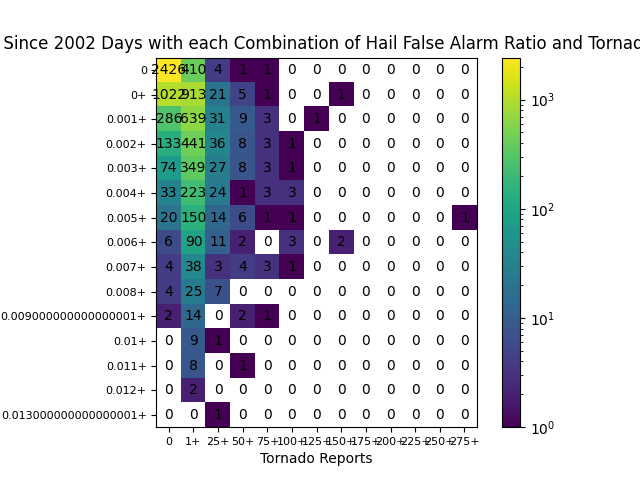 Since 2002 Days with each Combination of Hail False Alarm Ratio and Tornad
0 2426 410 4 1 1 0 0 0 0 0 0 0 0
0+ 1022 913 21 5 1 0 0 1 0 0 0 0 0
0.001+ 286 639 31 9 3 0 1 0 0 0 0 0 0
0.002+ 133 441 36 8 3 1 0 0 0 0 0 0 0
0.003+ 74 349 27 8 3 1 0 0 0 0 0 0 0
0.004+ 33 223 24 1 3 3 0 0 0 0 0 0 0
0.005+ 20 150 14 6 1 1 0 0 0 0 0 0 1
0.006+ 6 90 11 2 0 3 0 2 0 0 0 0 0
0.007+ 4 38 3 4 3 1 0 0 0 0 0 0 0
0.008+ 4 25 7 0 0 0 0 0 0 0 0 0 0
0.009000000000000001+ 2 14 0 2 1 0 0 0 0 0 0 0 0
0.01+ 0 9 1 0 0 0 0 0 0 0 0 0 0
0.011+ 0 8 0 1 0 0 0 0 0 0 0 0 0
0.012+ 0 2 0 0 0 0 0 0 0 0 0 0 0
0.013000000000000001+ 0 0 1 0 0 0 0 0 0 0 0 0 0
0 1+ 25+ 50+ 75+ 100+ 125+ 150+ 175+ 200+ 225+ 250+ 275+
Tornado Reports
10³
10²
10¹
10⁰